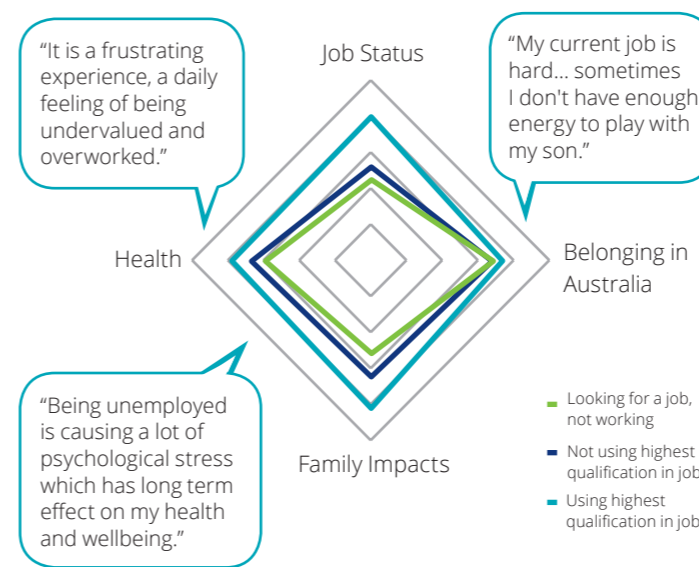 “It is a frustrating
experience, a daily
feeling of being
undervalued and
overworked.”
Job Status
“My current job is
hard... sometimes
I don't have enough
energy to play with
my son.”
Health
Belonging in
Australia
“Being unemployed
is causing a lot of
psychological stress
which has long term
effect on my health
and wellbeing.”
Family Impacts
Looking for a job,
not working
Not using highest
qualification in job
Using highest
qualification in job